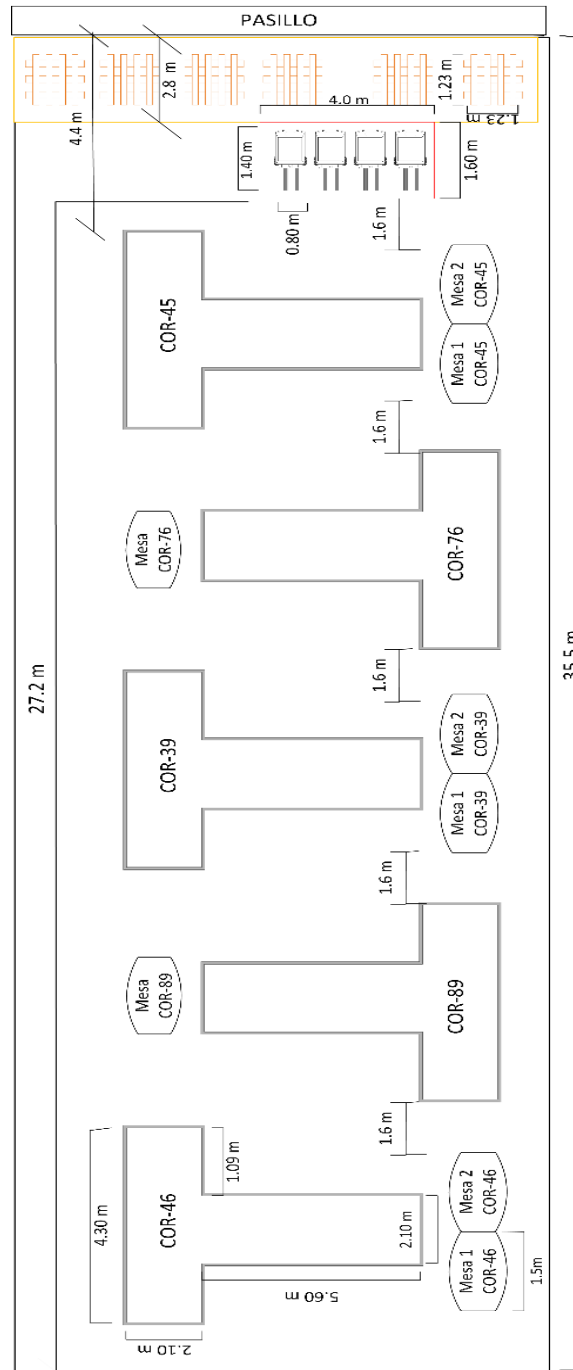 PASILLO
4.4 m
2.8 m
4.0 m
1.23 m
1.23 m
1.40 m
1.60 m
0.80 m
1.6 m
COR-45
Mesa 2
COR-45
Mesa 1
COR-45
1.6 m
Mesa
COR-76
COR-76
1.6 m
27.2 m
35.5 m
COR-39
Mesa 2
COR-39
Mesa 1
COR-39
1.6 m
Mesa
COR-89
COR-89
1.6 m
COR-46
4.30 m
1.09 m
2.10 m
5.60 m
2.10 m
Mesa 2
COR-46
Mesa 1
COR-46
1.5m